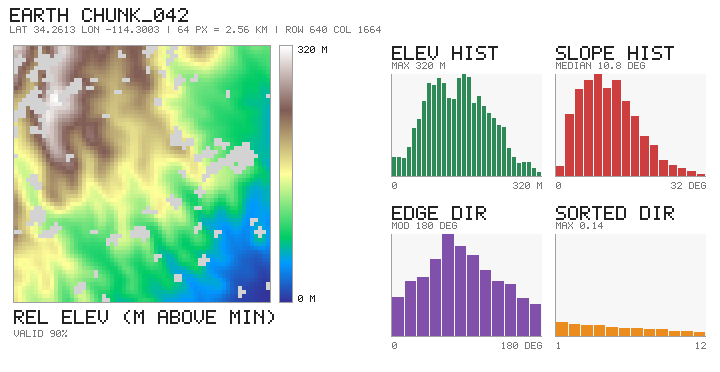 EARTH CHUNK_042
LAT 34.2613 LON -114.3003 | 64 PX = 2.56 KM | ROW 640 COL 1664
320 M
0 M
REL ELEV (M ABOVE MIN)
VALID 90%
ELEV HIST
MAX 320 M
0 320 M
SLOPE HIST
MEDIAN 10.8 DEG
0 32 DEG
EDGE DIR
MOD 180 DEG
0 180 DEG
SORTED DIR
MAX 0.14
1 12